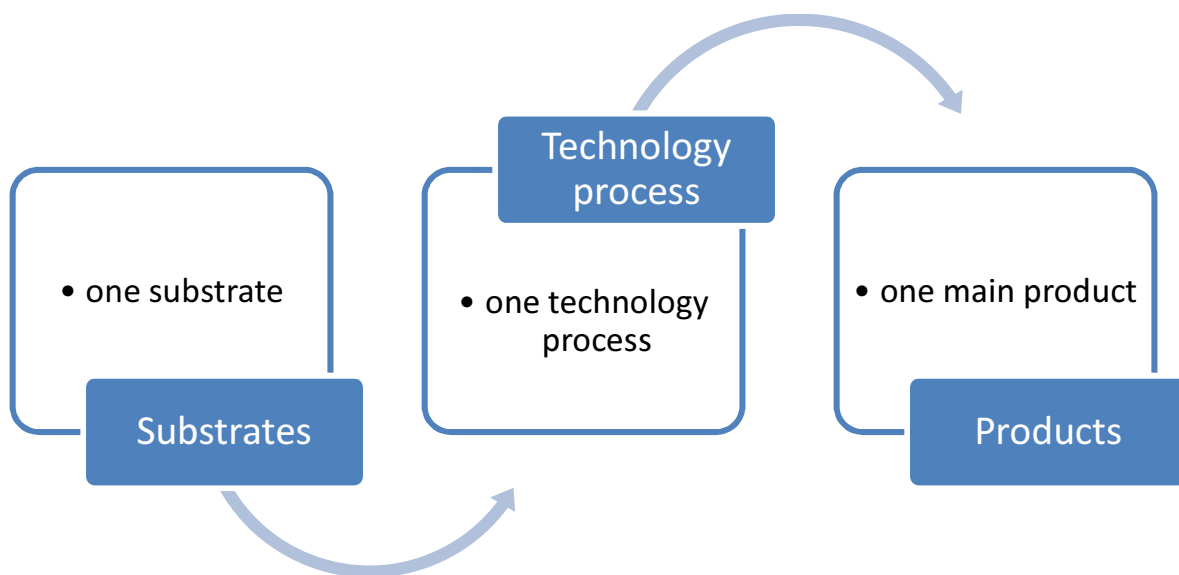 • one substrate
Substrates
Technology
process
• one technology
process
• one main product
Products